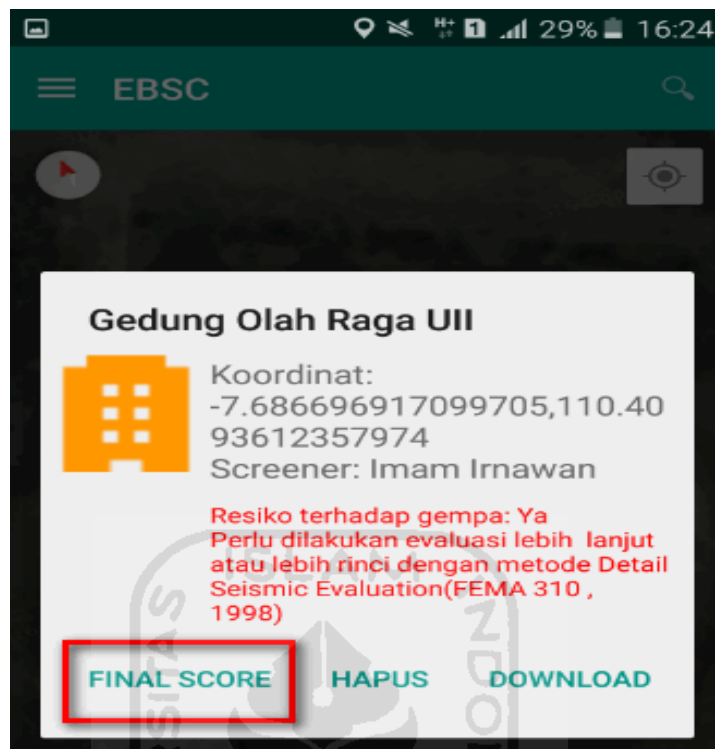 H+ 1 29% 16:24
EBSC
Gedung Olah Raga UII
Koordinat:
-7.686696917099705,110.40
93612357974
Screener: Imam Irnawan
Resiko terhadap gempa: Ya
Perlu dilakukan evaluasi lebih lanjut
atau lebih rinci dengan metode Detail
Seismic Evaluation(FEMA 310 ,
1998)
FINAL SCORE HAPUS DOWNLOAD
ISLAM